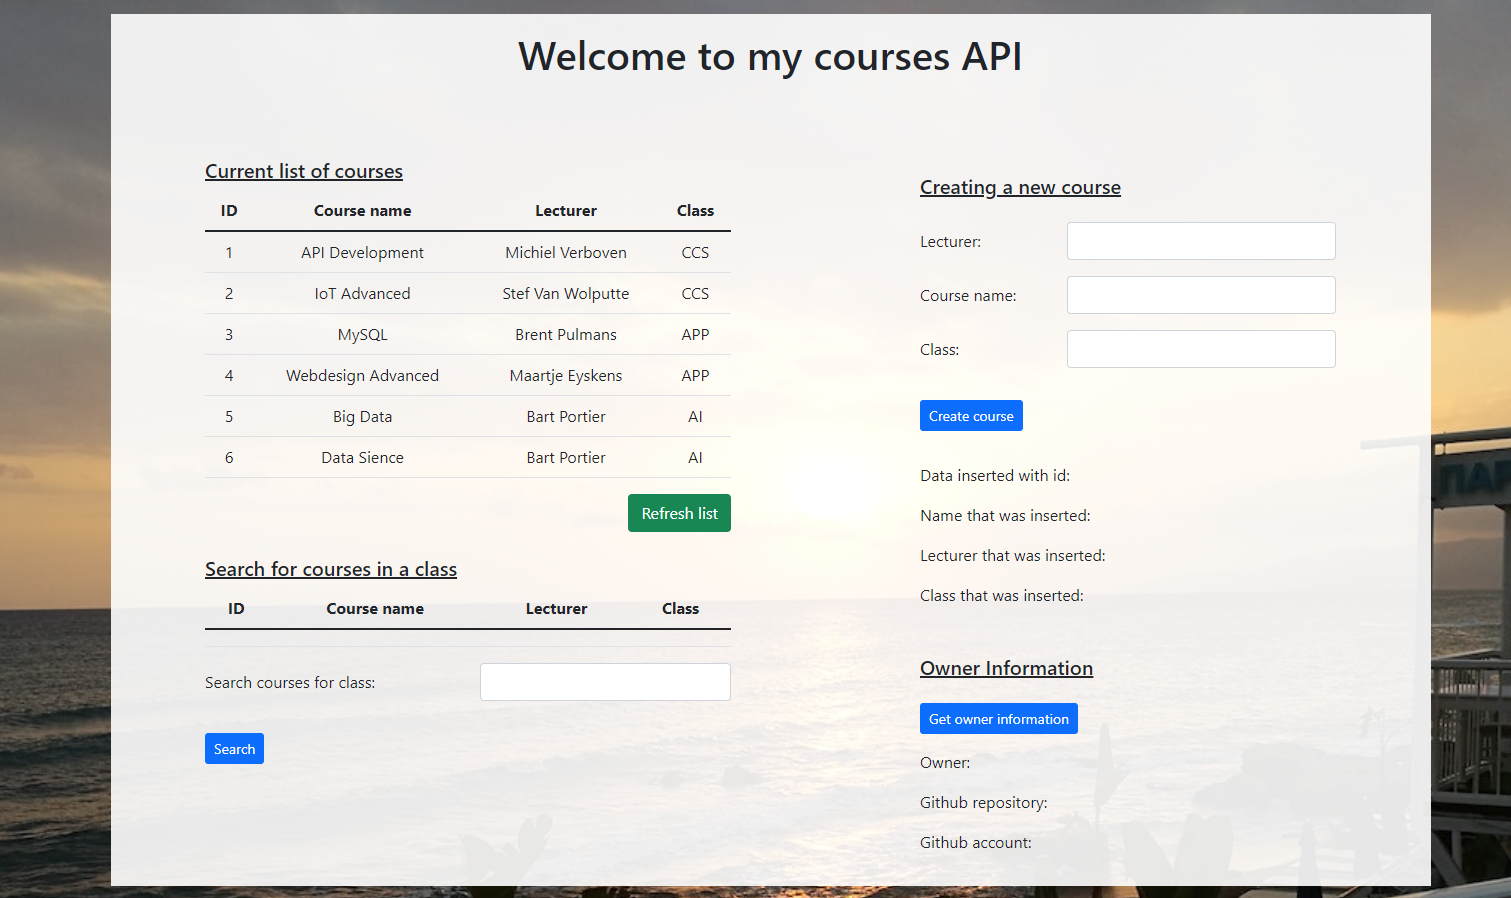 Welcome to my courses API
Current list of courses
ID Course name Lecturer Class
1 API Development Michiel Verboven CCS
2 IoT Advanced Stef Van Wolputte CCS
3 MySQL Brent Pulmans APP
4 Webdesign Advanced Maartje Eyskens APP
5 Big Data Bart Portier AI
6 Data Sience Bart Portier AI
Refresh list
Search for courses in a class
ID Course name Lecturer Class
Search courses for class:
Search
Creating a new course
Lecturer:
Course name:
Class:
Create course
Data inserted with id:
Name that was inserted:
Lecturer that was inserted:
Class that was inserted:
Owner Information
Get owner information
Owner:
Github repository:
Github account: